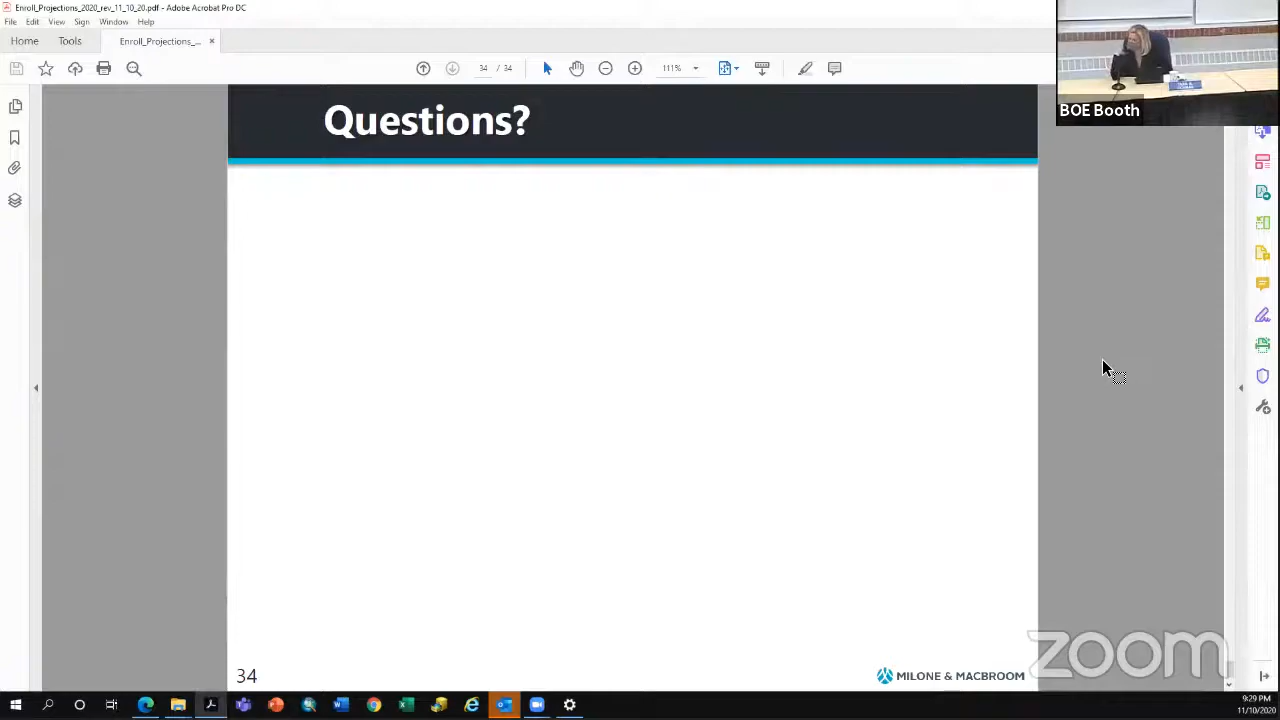 Enroll_Projections_2020_rev_11_10_20.pdf - Adobe Acrobat Pro DC
File Edit View Sign Window Help
Home Tools Enroll_Projections_... ×
34 / 34
111%
BOE Booth
Questions?
34
MILONE & MACBROOM
zoom
9:29 PM
11/10/2020